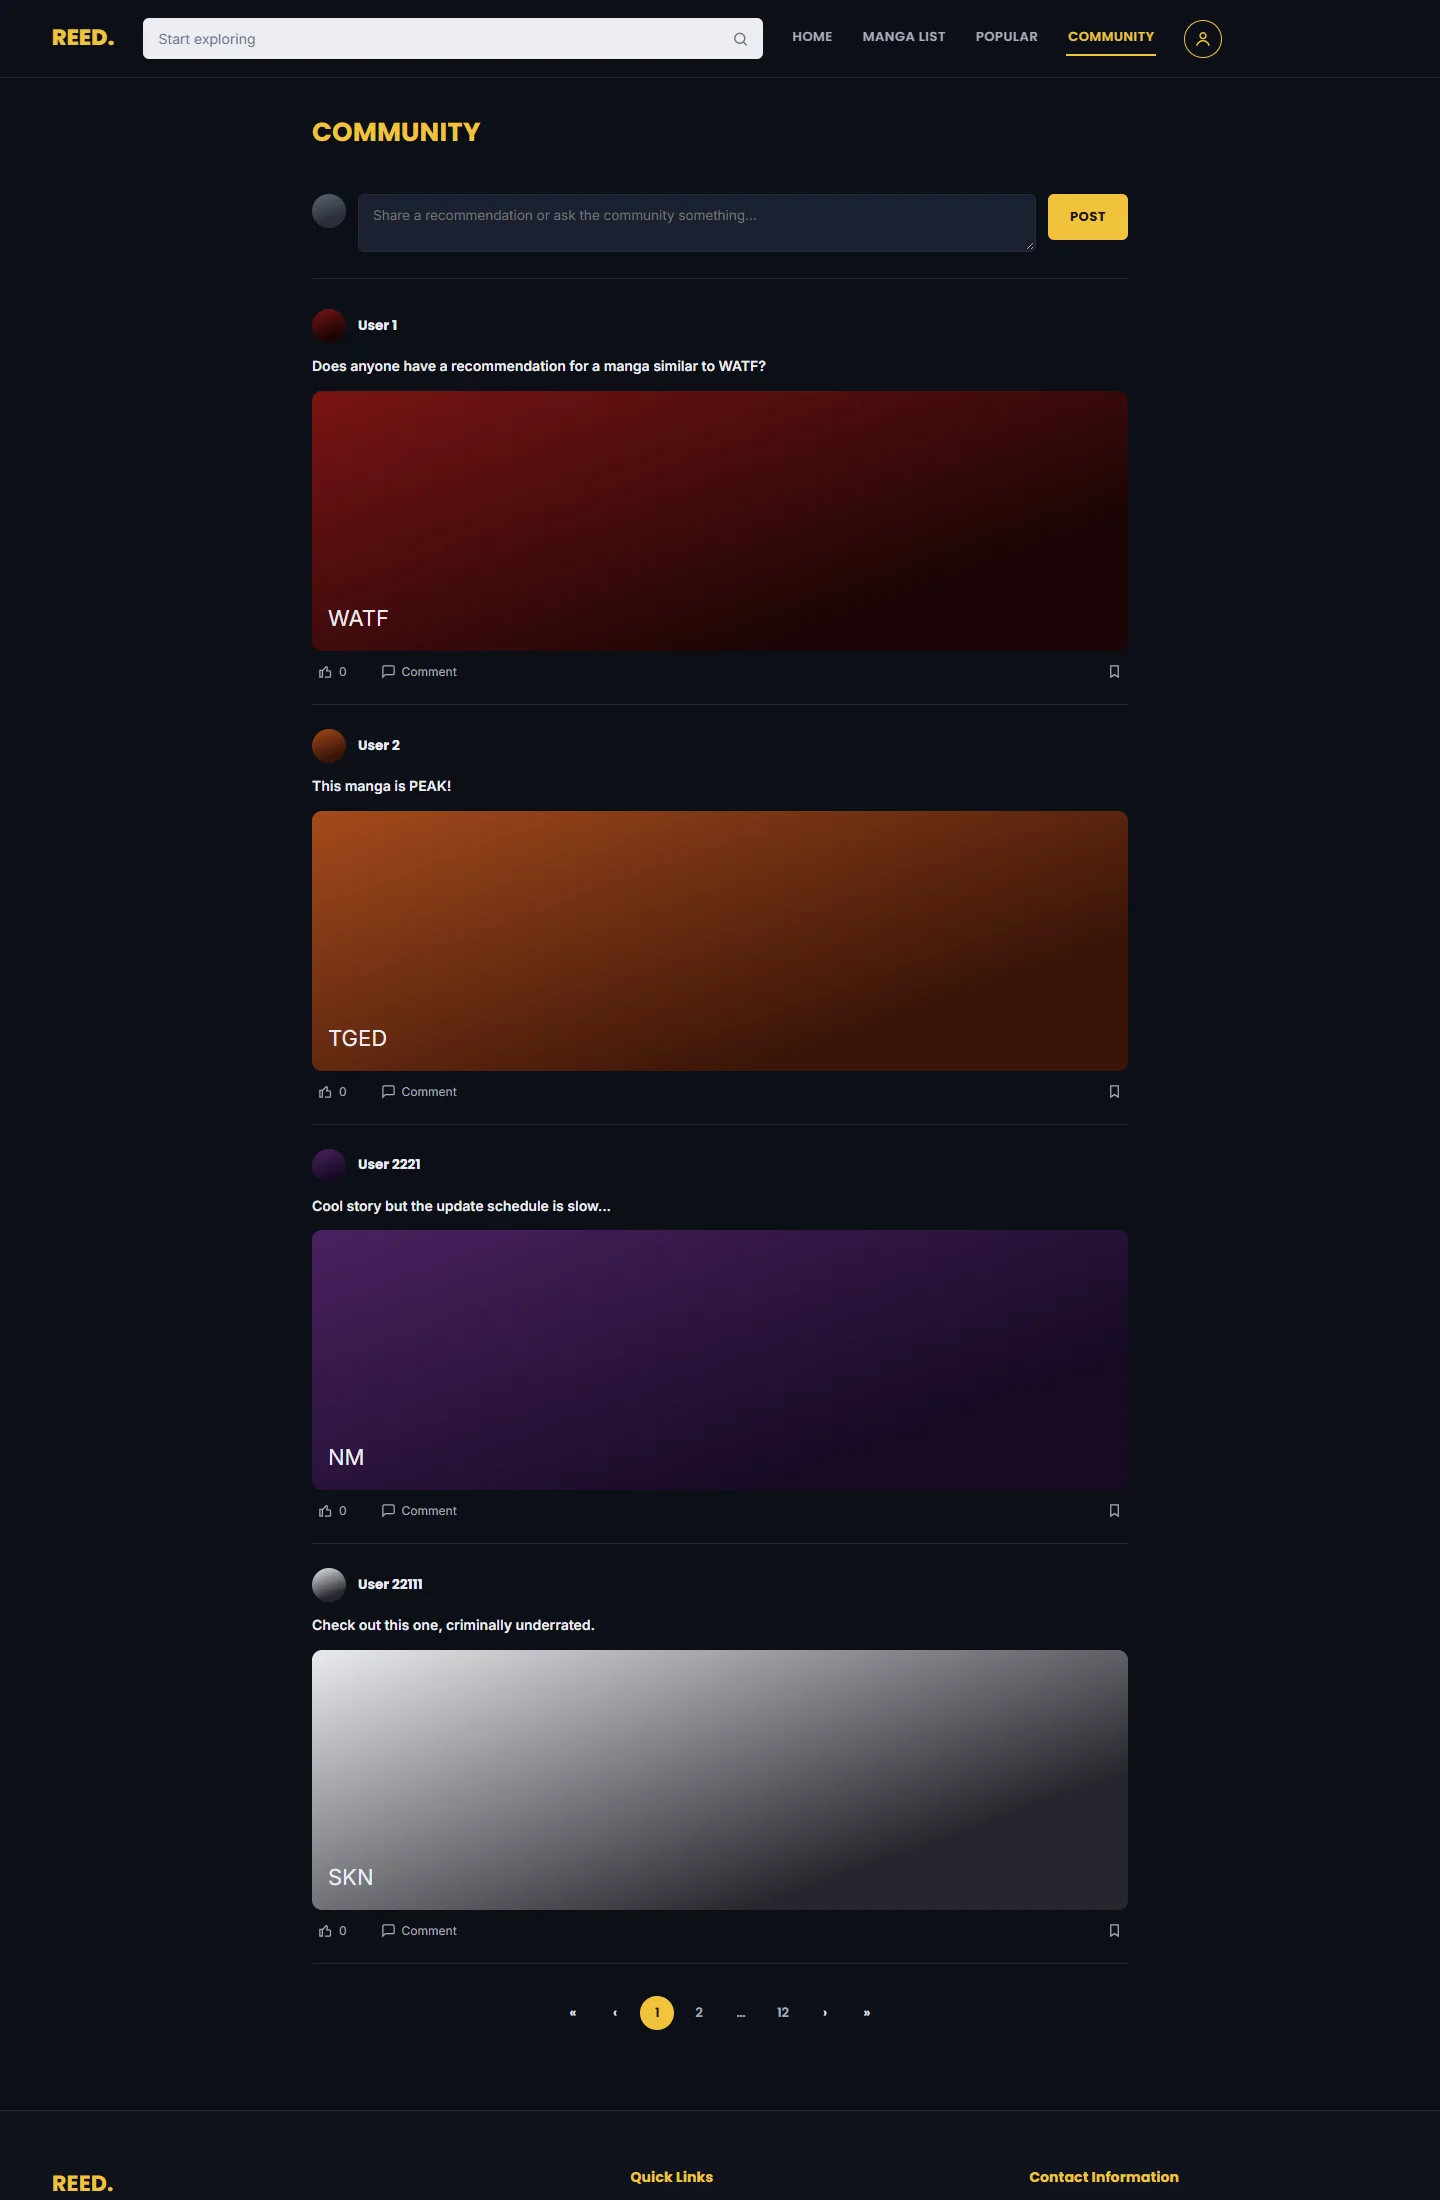 REED.
Start exploring
HOME
MANGA LIST
POPULAR
COMMUNITY
COMMUNITY
Share a recommendation or ask the community something...
POST
User 1
Does anyone have a recommendation for a manga similar to WATF?
WATF
0
Comment
User 2
This manga is PEAK!
TGED
0
Comment
User 2221
Cool story but the update schedule is slow...
NM
0
Comment
User 22111
Check out this one, criminally underrated.
SKN
0
Comment
« ‹ 1 2 ... 12 › »
REED.
Quick Links
Contact Information